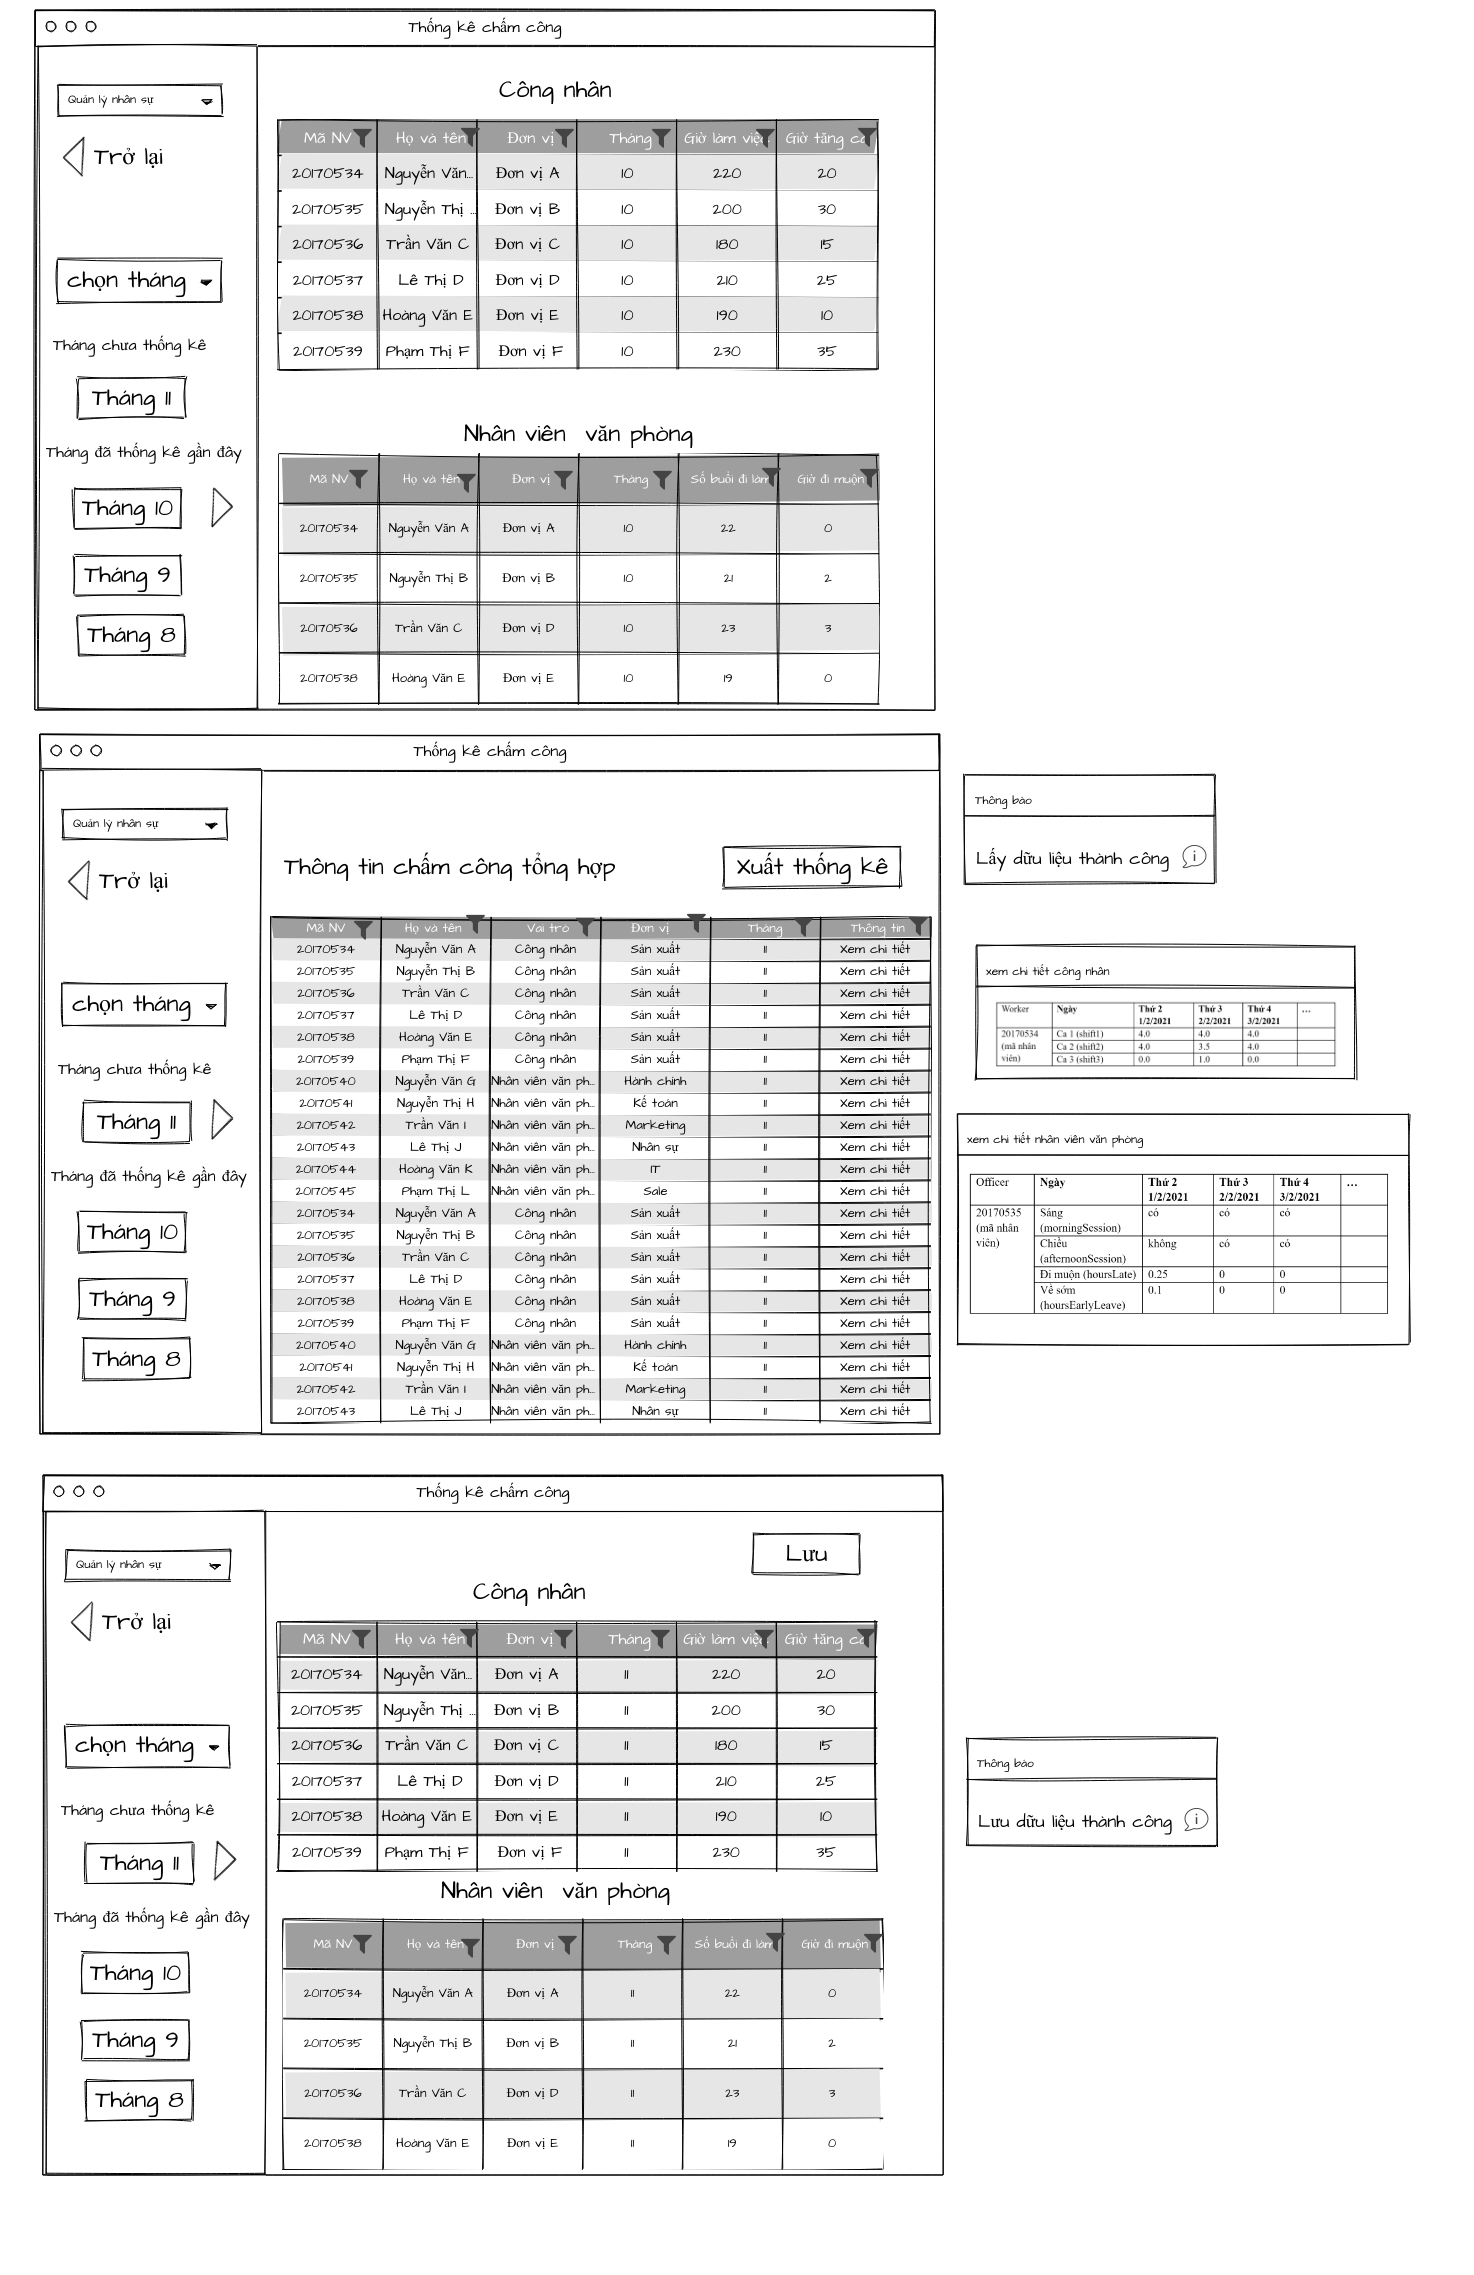 Thống kê chấm công
Quản lý nhân sự
Trở lại
chọn tháng
Tháng chưa thống kê
Tháng 11
Tháng đã thống kê gần đây
Tháng 10
Tháng 9
Tháng 8
Công nhân
Mã NV Họ và tên Đơn vị Tháng Giờ làm việc Giờ tăng ca
20170534 Nguyễn Văn... Đơn vị A 10 220 20
20170535 Nguyễn Thị ... Đơn vị B 10 200 30
20170536 Trần Văn C Đơn vị C 10 180 15
20170537 Lê Thị D Đơn vị D 10 210 25
20170538 Hoàng Văn E Đơn vị E 10 190 10
20170539 Phạm Thị F Đơn vị F 10 230 35
Nhân viên văn phòng
Mã NV Họ và tên Đơn vị Tháng Số buổi đi làm Giờ đi muộn
20170534 Nguyễn Văn A Đơn vị A 10 22 0
20170535 Nguyễn Thị B Đơn vị B 10 21 2
20170536 Trần Văn C Đơn vị D 10 23 3
20170538 Hoàng Văn E Đơn vị E 10 19 0
Thống kê chấm công
Quản lý nhân sự
Trở lại
chọn tháng
Tháng chưa thống kê
Tháng 11
Tháng đã thống kê gần đây
Tháng 10
Tháng 9
Tháng 8
Thông tin chấm công tổng hợp
Xuất thống kê
Mã NV Họ và tên Vai trò Đơn vị Tháng Thông tin
20170534 Nguyễn Văn A Công nhân Sản xuất 11 Xem chi tiết
20170535 Nguyễn Thị B Công nhân Sản xuất 11 Xem chi tiết
20170536 Trần Văn C Công nhân Sản xuất 11 Xem chi tiết
20170537 Lê Thị D Công nhân Sản xuất 11 Xem chi tiết
20170538 Hoàng Văn E Công nhân Sản xuất 11 Xem chi tiết
20170539 Phạm Thị F Công nhân Sản xuất 11 Xem chi tiết
20170540 Nguyễn Văn G Nhân viên văn ph... Hành chính 11 Xem chi tiết
20170541 Nguyễn Thị H Nhân viên văn ph... Kế toán 11 Xem chi tiết
20170542 Trần Văn I Nhân viên văn ph... Marketing 11 Xem chi tiết
20170543 Lê Thị J Nhân viên văn ph... Nhân sự 11 Xem chi tiết
20170544 Hoàng Văn K Nhân viên văn ph... IT 11 Xem chi tiết
20170545 Phạm Thị L Nhân viên văn ph... Sale 11 Xem chi tiết
20170534 Nguyễn Văn A Công nhân Sản xuất 11 Xem chi tiết
20170535 Nguyễn Thị B Công nhân Sản xuất 11 Xem chi tiết
20170536 Trần Văn C Công nhân Sản xuất 11 Xem chi tiết
20170537 Lê Thị D Công nhân Sản xuất 11 Xem chi tiết
20170538 Hoàng Văn E Công nhân Sản xuất 11 Xem chi tiết
20170539 Phạm Thị F Công nhân Sản xuất 11 Xem chi tiết
20170540 Nguyễn Văn G Nhân viên văn ph... Hành chính 11 Xem chi tiết
20170541 Nguyễn Thị H Nhân viên văn ph... Kế toán 11 Xem chi tiết
20170542 Trần Văn I Nhân viên văn ph... Marketing 11 Xem chi tiết
20170543 Lê Thị J Nhân viên văn ph... Nhân sự 11 Xem chi tiết
Thông báo
Lấy dữu liệu thành công
xem chi tiết công nhân
Worker Ngày Thứ 2 Thứ 3 Thứ 4 ...
1/2/2021 2/2/2021 3/2/2021
20170534 Ca 1 (shift1) 4.0 4.0 4.0
(mã nhân Ca 2 (shift2) 4.0 3.5 4.0
viên) Ca 3 (shift3) 0.0 1.0 0.0
xem chi tiết nhân viên văn phòng
Officer Ngày Thứ 2 Thứ 3 Thứ 4 ...
1/2/2021 2/2/2021 3/2/2021
20170535 Sáng có có có
(mã nhân (morningSession)
viên) Chiều không có có
(afternoonSession)
Đi muộn (hoursLate) 0.25 0 0
Về sớm 0.1 0 0
(hoursEarlyLeave)
Thống kê chấm công
Quản lý nhân sự
Trở lại
chọn tháng
Tháng chưa thống kê
Tháng 11
Tháng đã thống kê gần đây
Tháng 10
Tháng 9
Tháng 8
Lưu
Công nhân
Mã NV Họ và tên Đơn vị Tháng Giờ làm việc Giờ tăng ca
20170534 Nguyễn Văn... Đơn vị A 11 220 20
20170535 Nguyễn Thị ... Đơn vị B 11 200 30
20170536 Trần Văn C Đơn vị C 11 180 15
20170537 Lê Thị D Đơn vị D 11 210 25
20170538 Hoàng Văn E Đơn vị E 11 190 10
20170539 Phạm Thị F Đơn vị F 11 230 35
Nhân viên văn phòng
Mã NV Họ và tên Đơn vị Tháng Số buổi đi làm Giờ đi muộn
20170534 Nguyễn Văn A Đơn vị A 11 22 0
20170535 Nguyễn Thị B Đơn vị B 11 21 2
20170536 Trần Văn C Đơn vị D 11 23 3
20170538 Hoàng Văn E Đơn vị E 11 19 0
Thông báo
Lưu dữu liệu thành công